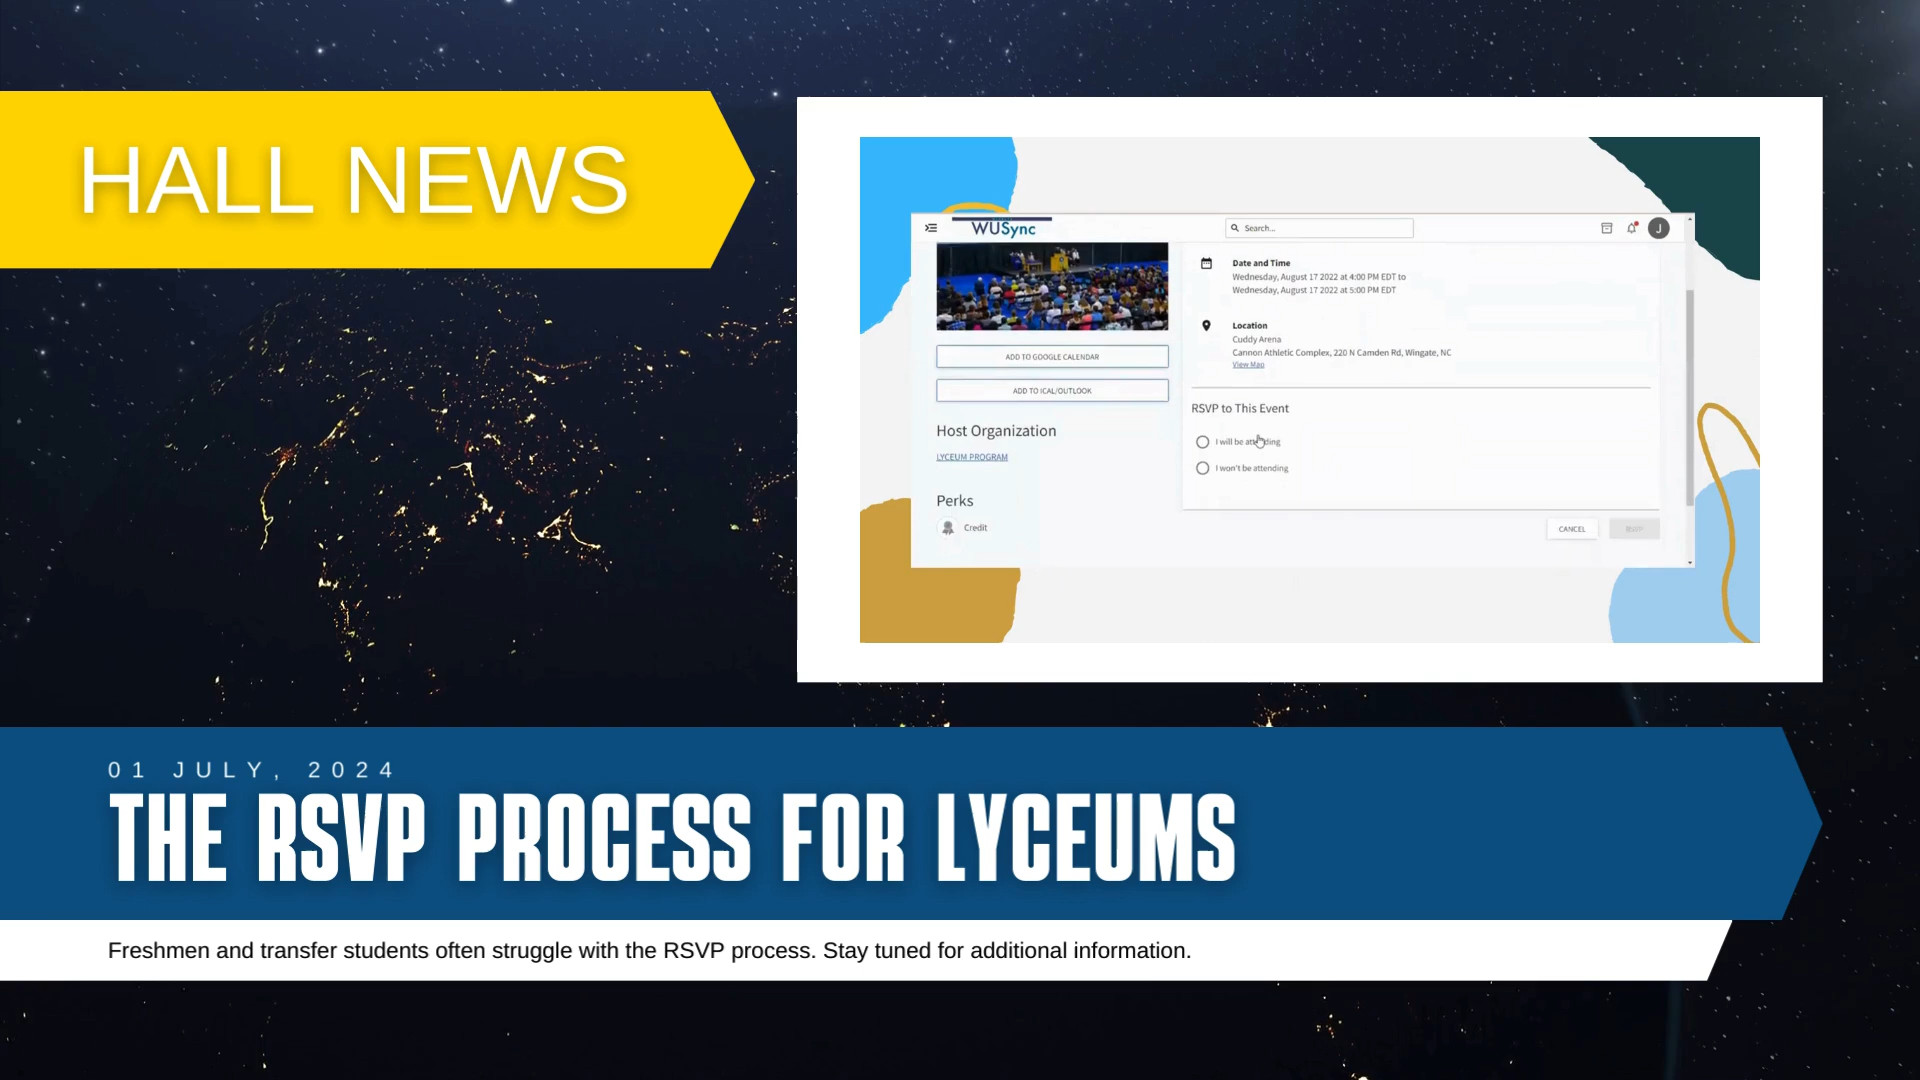 HALL NEWS
WUSync
Search...
J
Date and Time
Wednesday, August 17 2022 at 4:00 PM EDT to
Wednesday, August 17 2022 at 5:00 PM EDT
Location
Cuddy Arena
Cannon Athletic Complex, 220 N Camden Rd, Wingate, NC
View Map
ADD TO GOOGLE CALENDAR
ADD TO ICAL/OUTLOOK
Host Organization
LYCEUM PROGRAM
Perks
Credit
RSVP to This Event
I will be attending
I won't be attending
CANCEL
RSVP
01 JULY, 2024
THE RSVP PROCESS FOR LYCEUMS
Freshmen and transfer students often struggle with the RSVP process. Stay tuned for additional information.